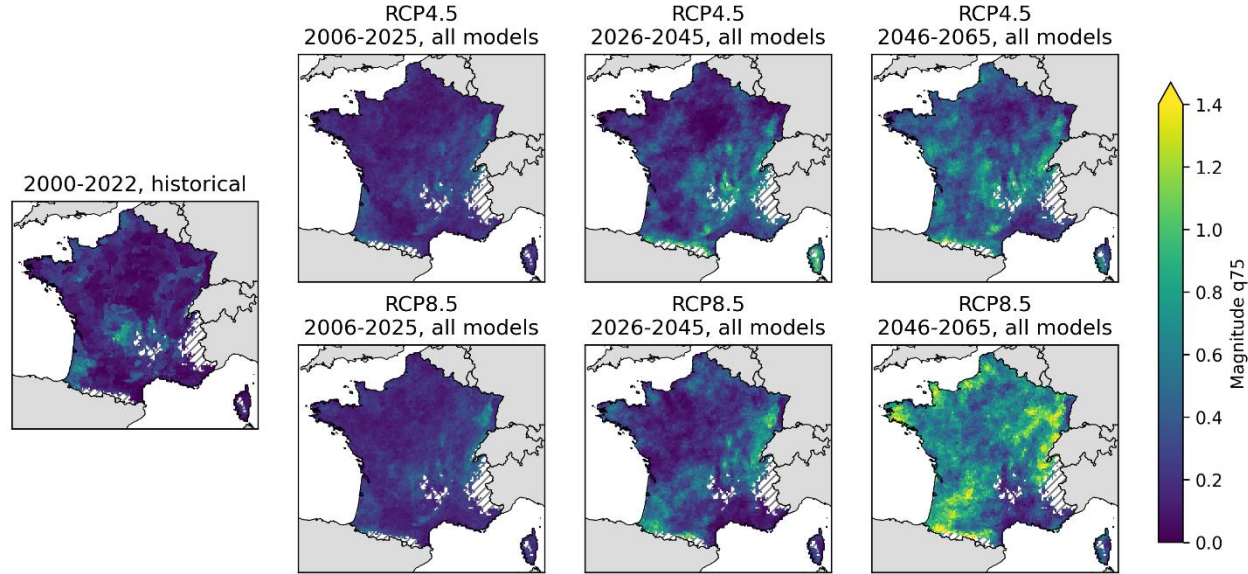 2000-2022, historical
RCP4.5
2006-2025, all models
RCP4.5
2026-2045, all models
RCP4.5
2046-2065, all models
RCP8.5
2006-2025, all models
RCP8.5
2026-2045, all models
RCP8.5
2046-2065, all models
1.4
1.2
1.0
0.8
0.6
0.4
0.2
0.0
Magnitude q75